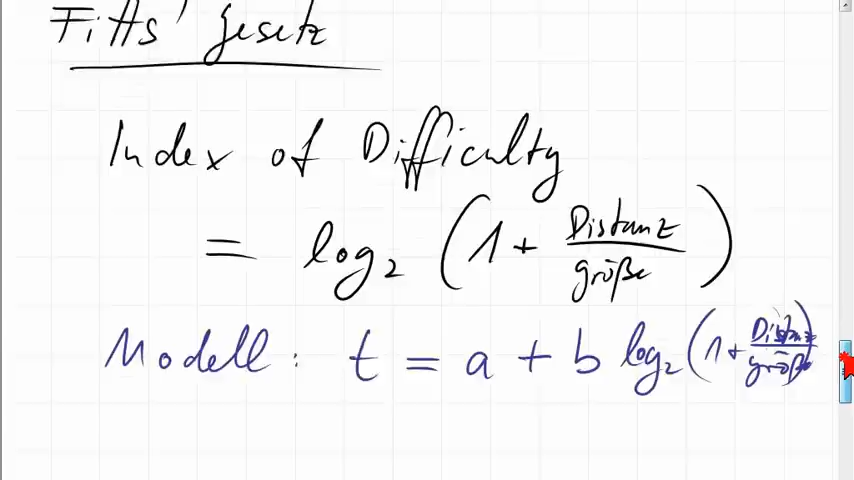 Fitts' Gesetz
Index of Difficulty
= log₂ (1 + Distanz/größe)
Modell: t = a + b log₂ (1 + Distanz/größe)